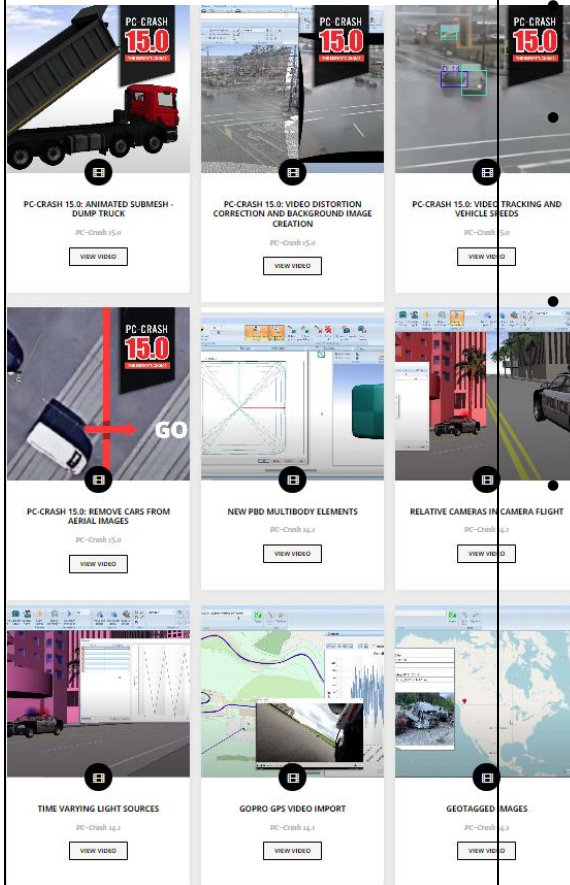 PC-CRASH
15.0
PC-CRASH
15.0
PC-CRASH
15.0
PC-CRASH 15.0: ANIMATED SUBMESH -
DUMP TRUCK
PC-Crash 15.0
VIEW VIDEO
PC-CRASH 15.0: VIDEO DISTORTION
CORRECTION AND BACKGROUND IMAGE
CREATION
PC-Crash 15.0
VIEW VIDEO
PC-CRASH 15.0: VIDEO TRACKING AND
VEHICLE SPEEDS
PC-Crash 15.0
VIEW VIDEO
PC-CRASH
15.0
GO
PC-CRASH 15.0: REMOVE CARS FROM
AERIAL IMAGES
PC-Crash 15.0
VIEW VIDEO
NEW PBD MULTIBODY ELEMENTS
PC-Crash 14.1
VIEW VIDEO
RELATIVE CAMERAS IN CAMERA FLIGHT
PC-Crash 14.1
VIEW VIDEO
TIME VARYING LIGHT SOURCES
PC-Crash 14.1
VIEW VIDEO
GOPRO GPS VIDEO IMPORT
PC-Crash 14.1
VIEW VIDEO
GEOTAGGED IMAGES
PC-Crash 14.1
VIEW VIDEO